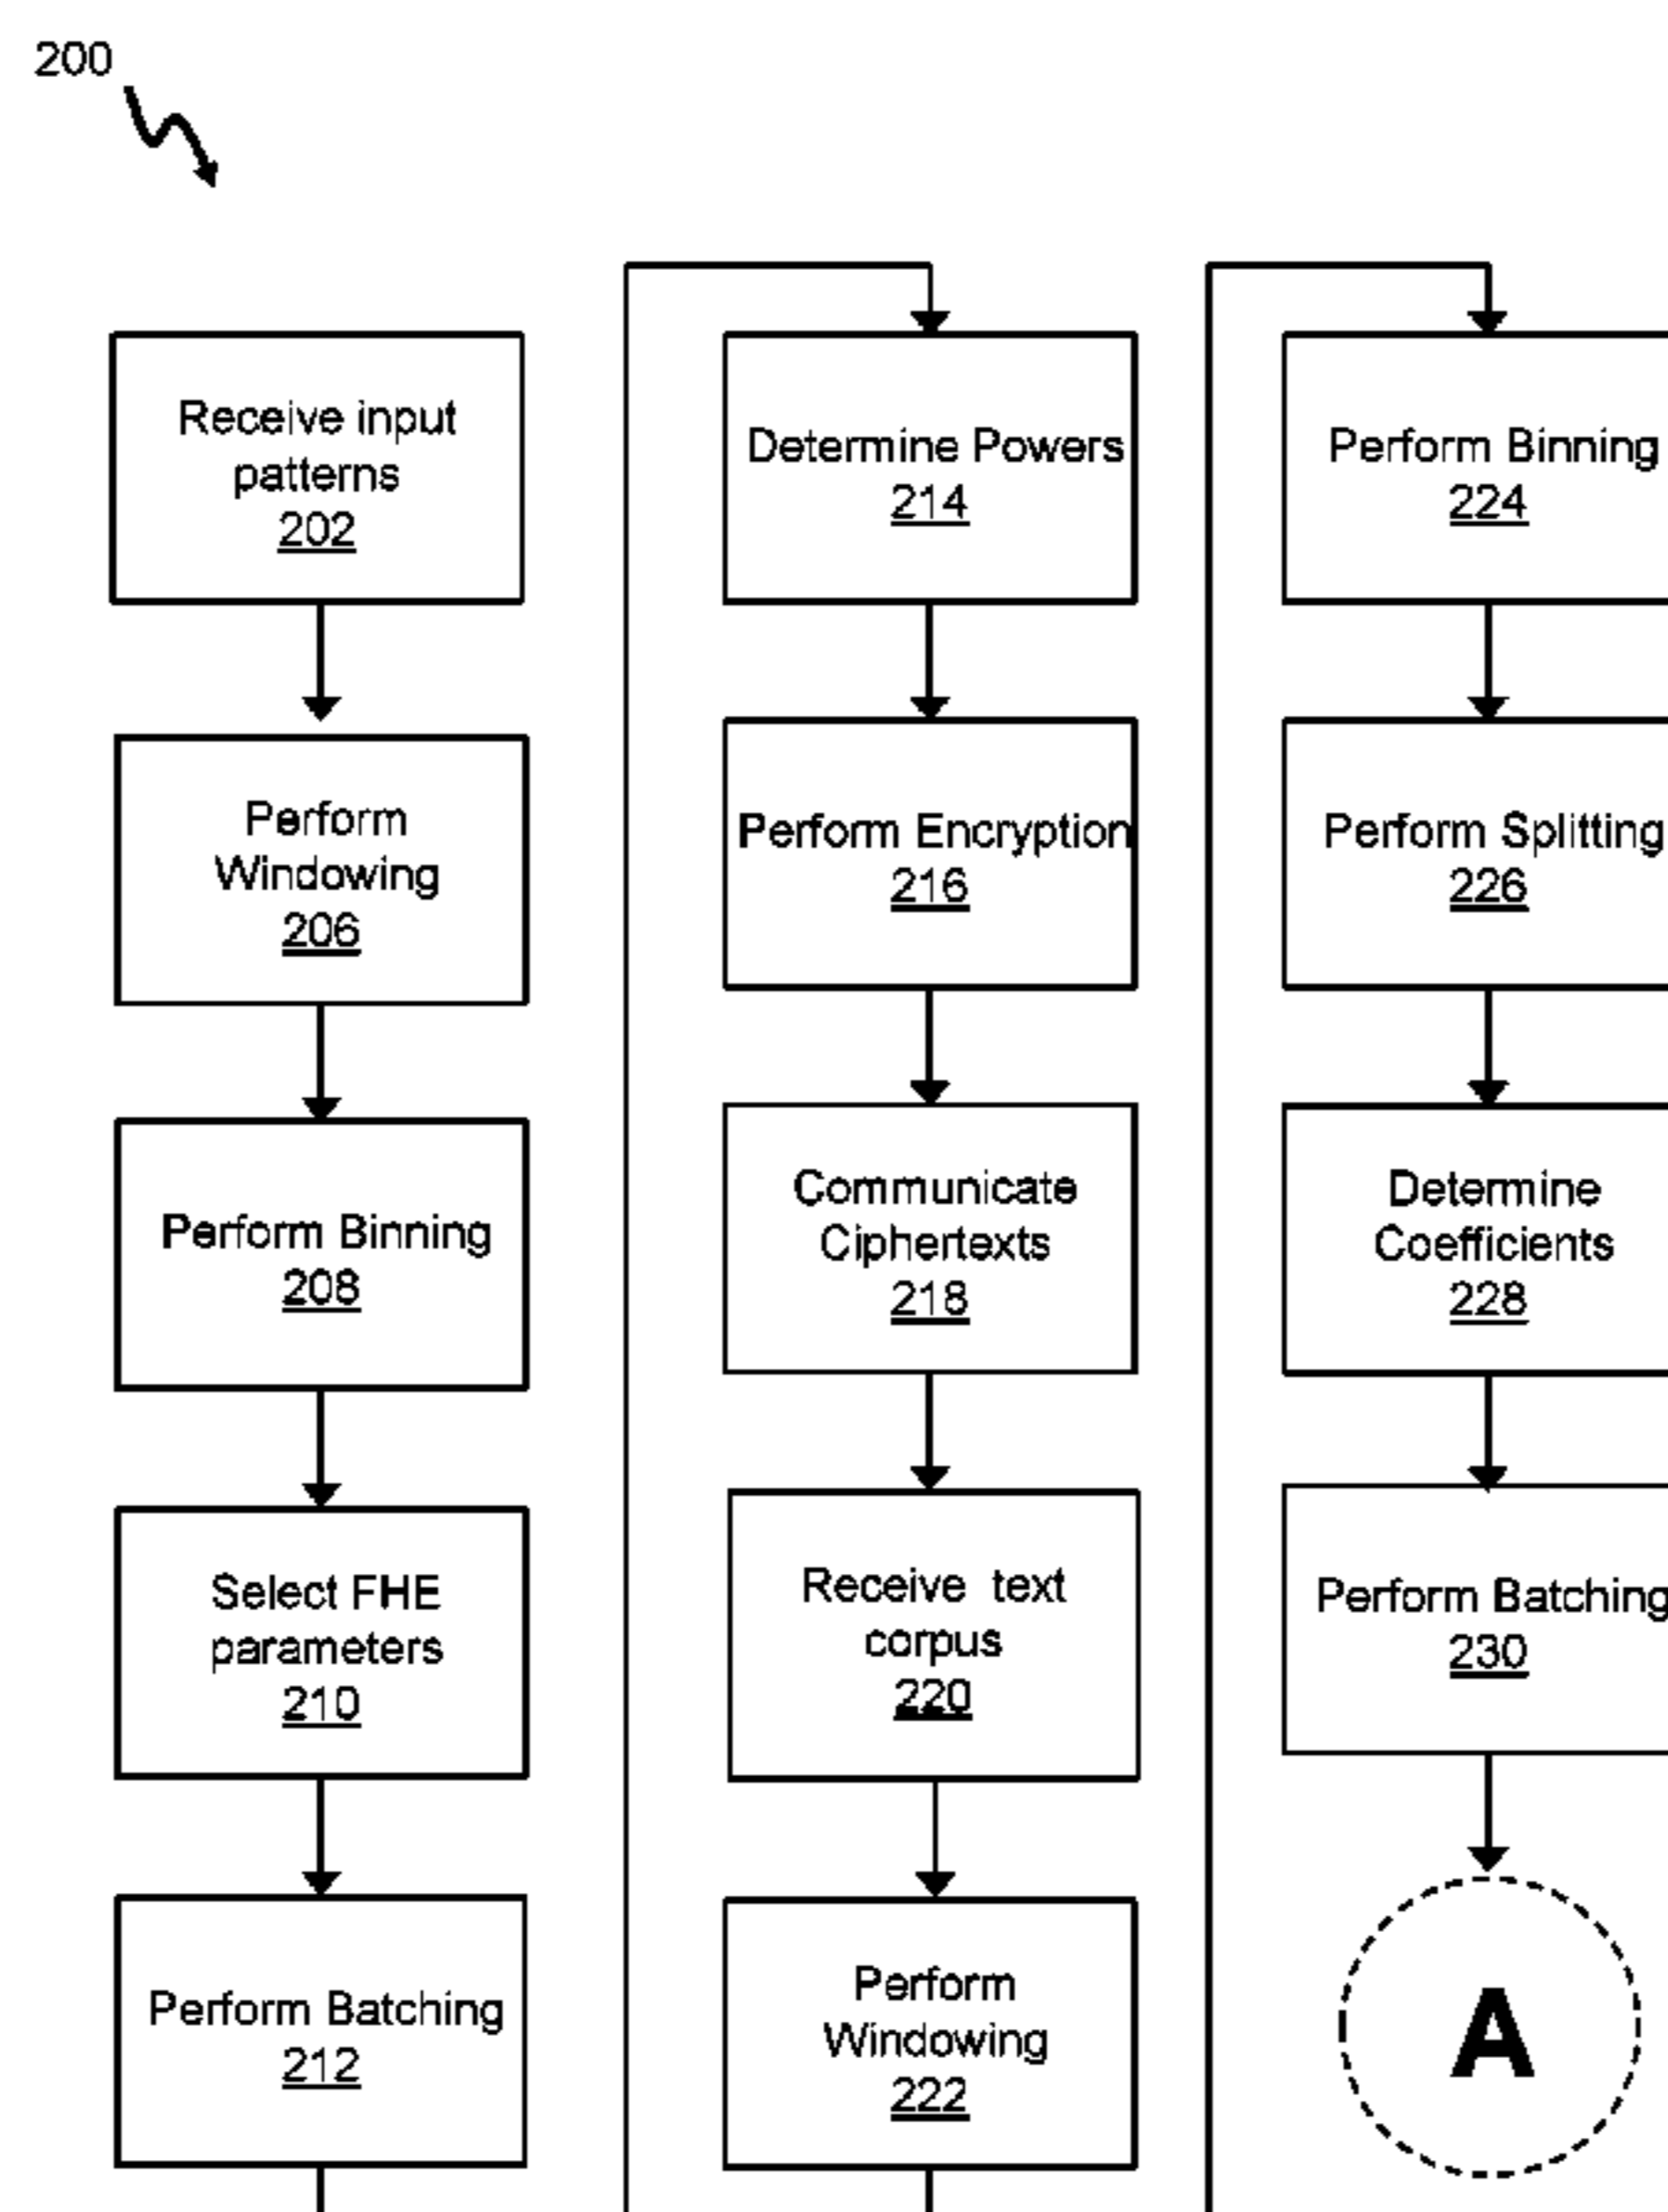 200
Receive input
patterns
202
Perform
Windowing
206
Perform Binning
208
Select FHE
parameters
210
Perform Batching
212
Determine Powers
214
Perform Encryption
216
Communicate
Ciphertexts
218
Receive text
corpus
220
Perform
Windowing
222
Perform Binning
224
Perform Splitting
226
Determine
Coefficients
228
Perform Batching
230
A